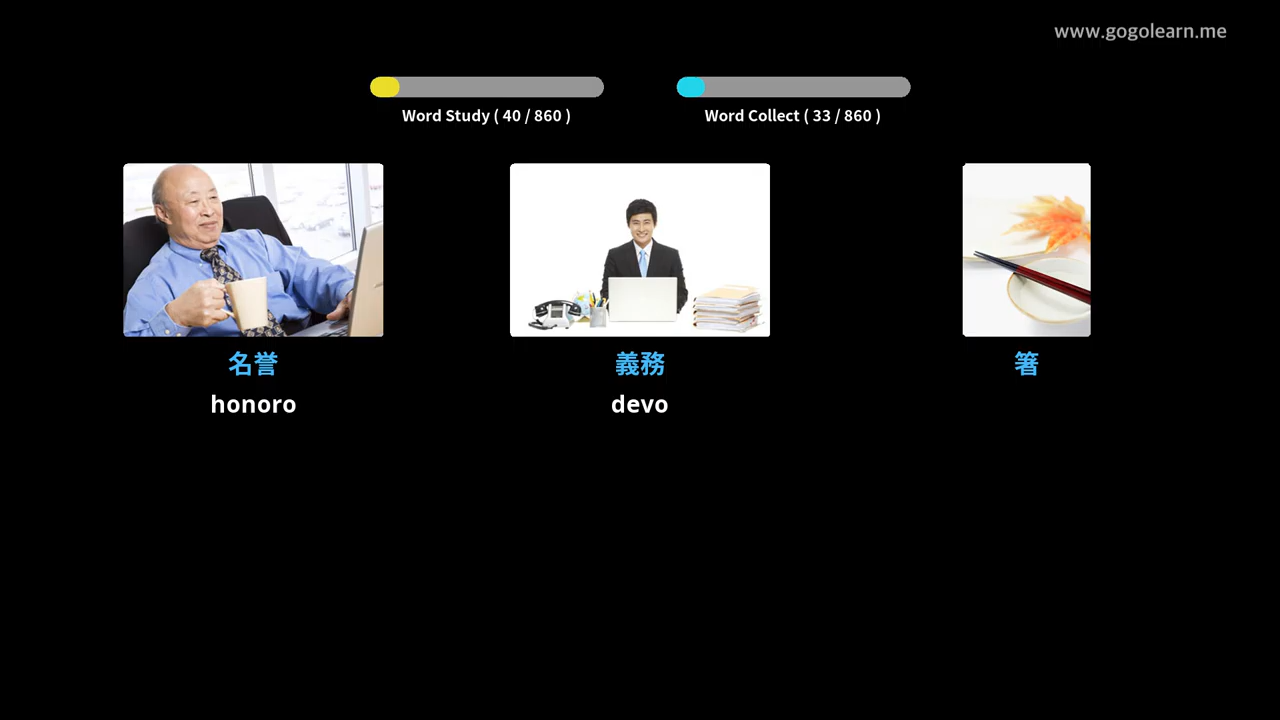 www.gogolearn.me
Word Study ( 40 / 860 )
Word Collect ( 33 / 860 )
名誉
honoro
義務
devo
箸